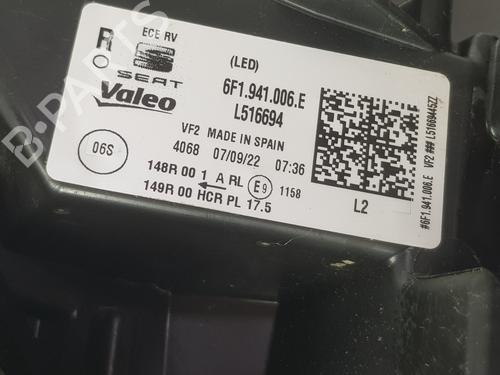 R ECE RV
SEAT
Valeo
(LED)
6F1.941.006.E
L516694
VF2 MADE IN SPAIN
4068 07/09/22 07:36
06S
148R 00 1 A RL
149R 00 HCR PL 17.5
E9 1158
L2
#6F1.941.006.E VF2 ### L51669445ZZ
B-PARTS